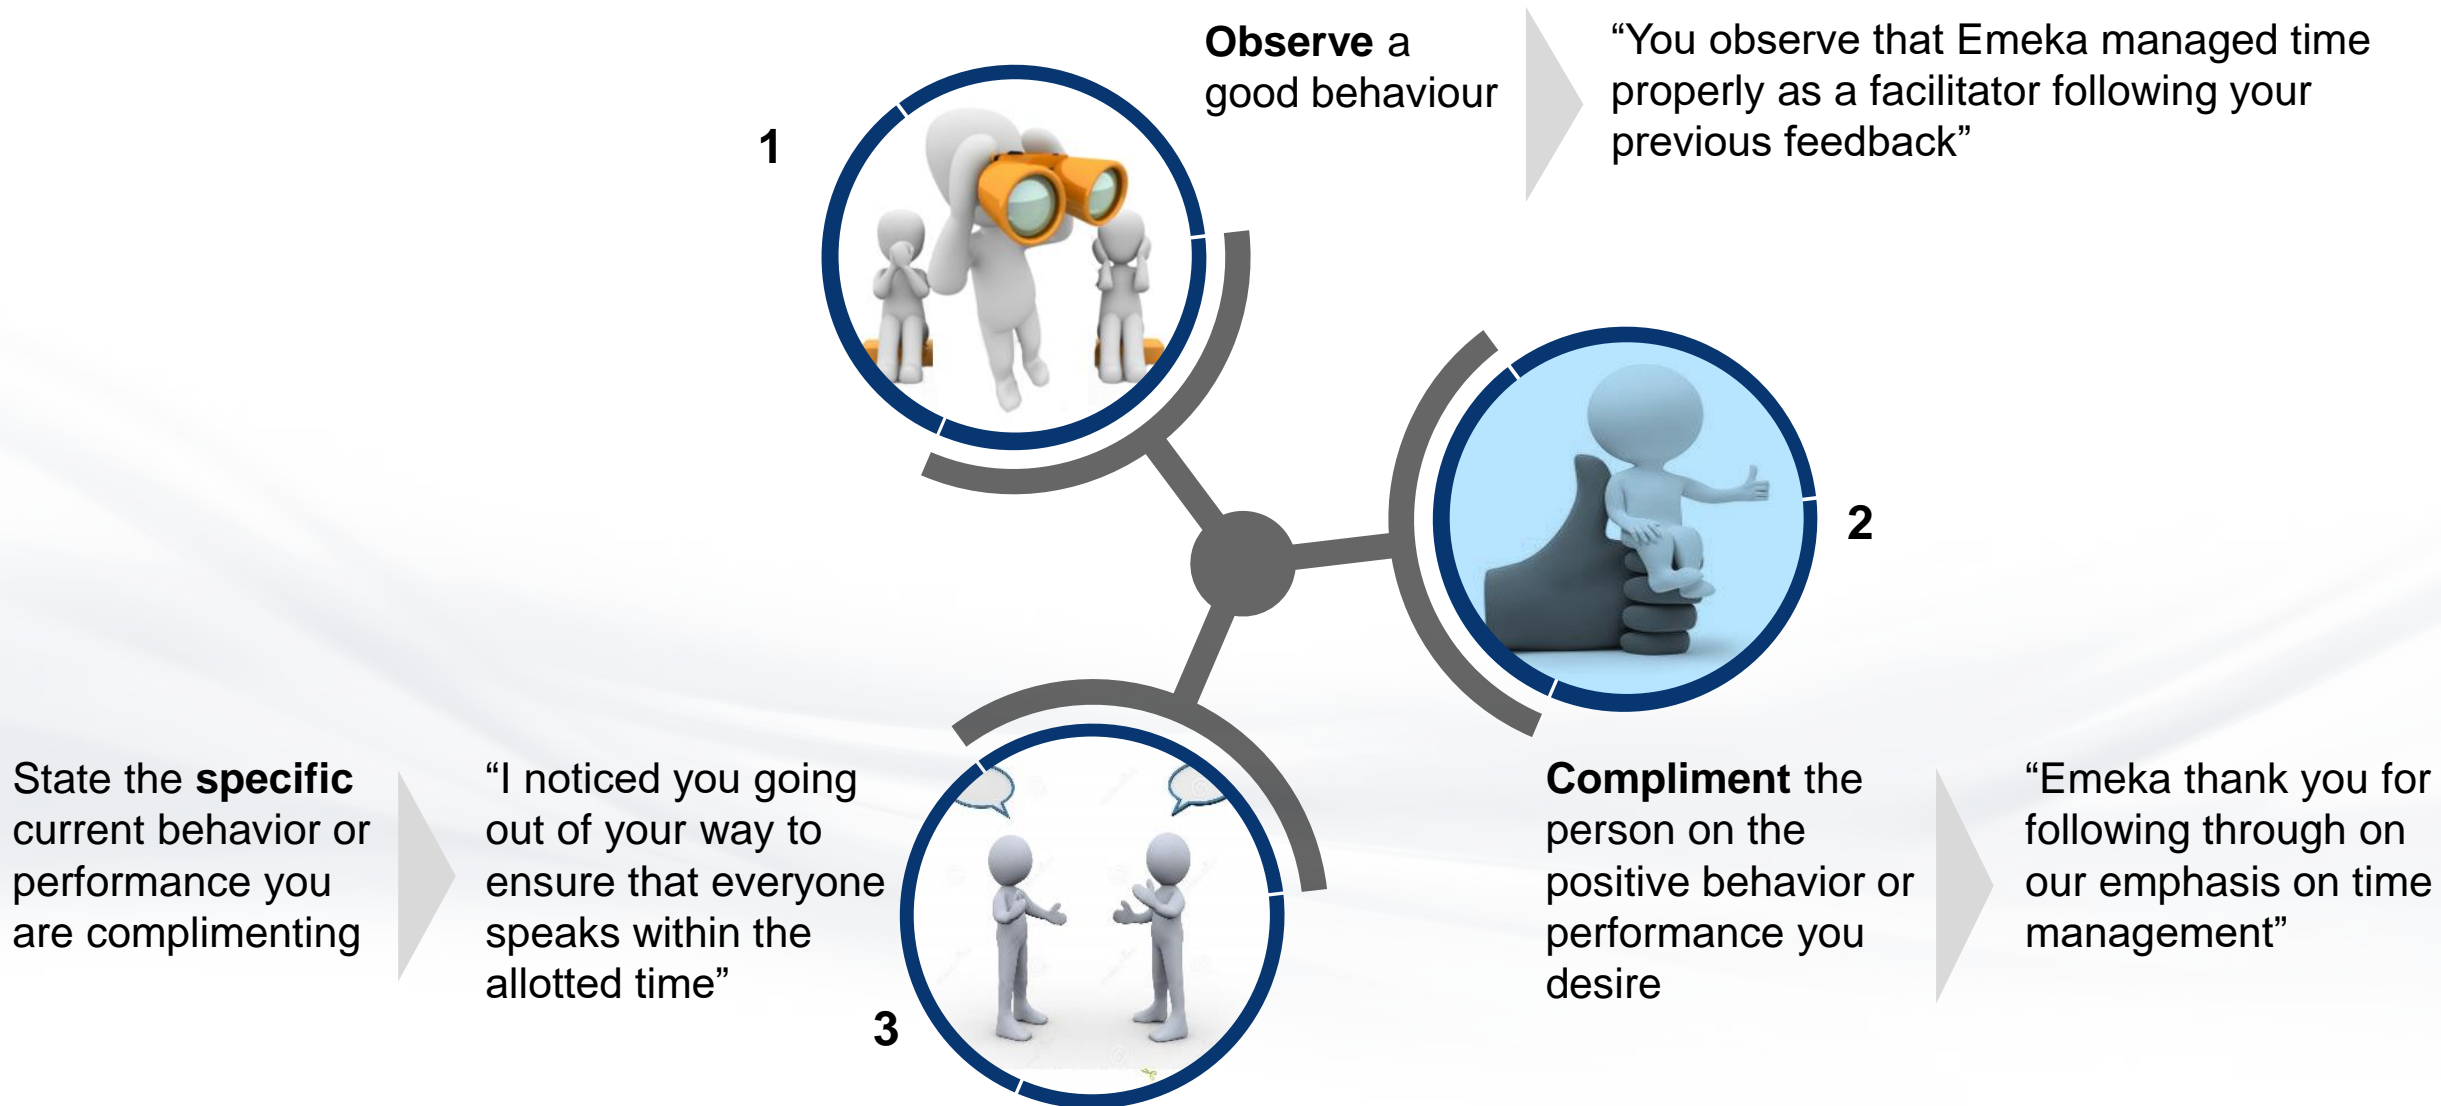 1
Observe a
good behaviour
“You observe that Emeka managed time
properly as a facilitator following your
previous feedback”
2
Compliment the
person on the
positive behavior or
performance you
desire
“Emeka thank you for
following through on
our emphasis on time
management”
3
State the specific
current behavior or
performance you
are complimenting
“I noticed you going
out of your way to
ensure that everyone
speaks within the
allotted time”